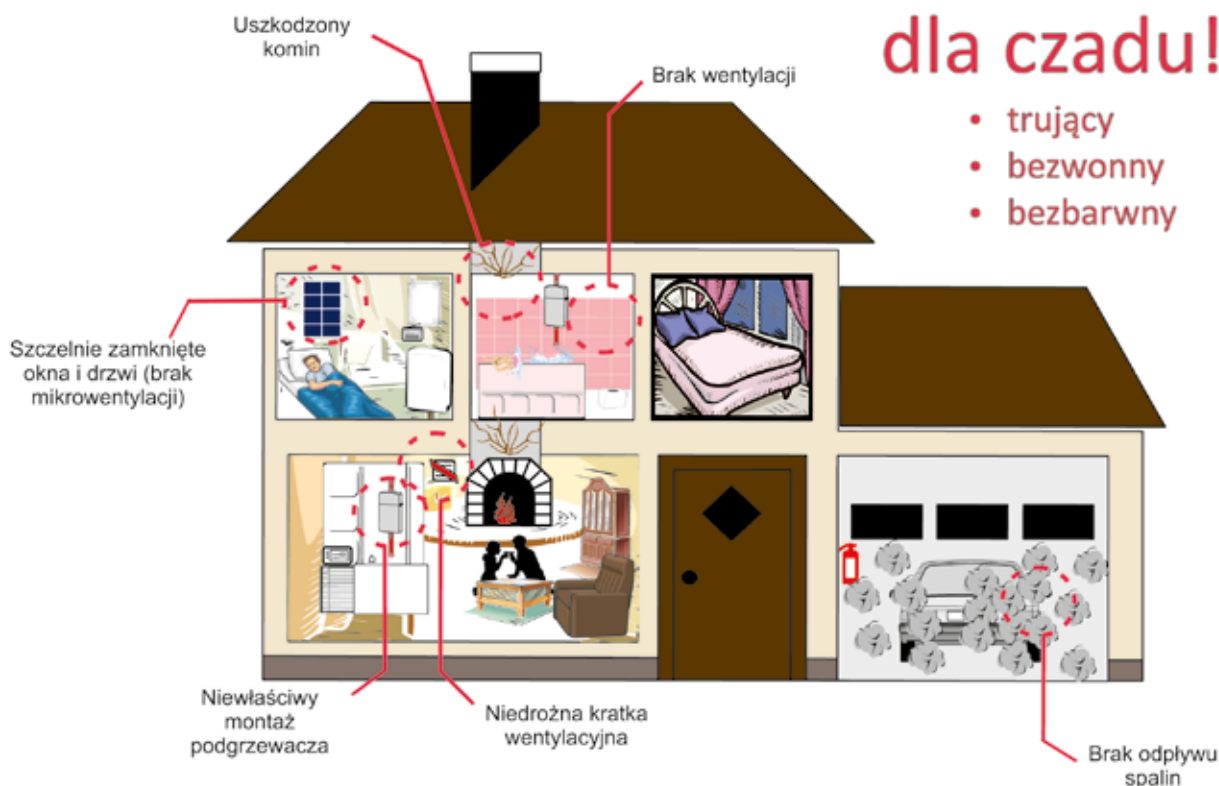 dla czadu!
• trujący
• bezwonny
• bezbarwny
Uszkodzony
komin
Brak wentylacji
Szczelnie zamknięte
okna i drzwi (brak
mikrowentylacji)
Niewłaściwy
montaż
podgrzewacza
Niedrożna kratka
wentylacyjna
Brak odpływu
spalin